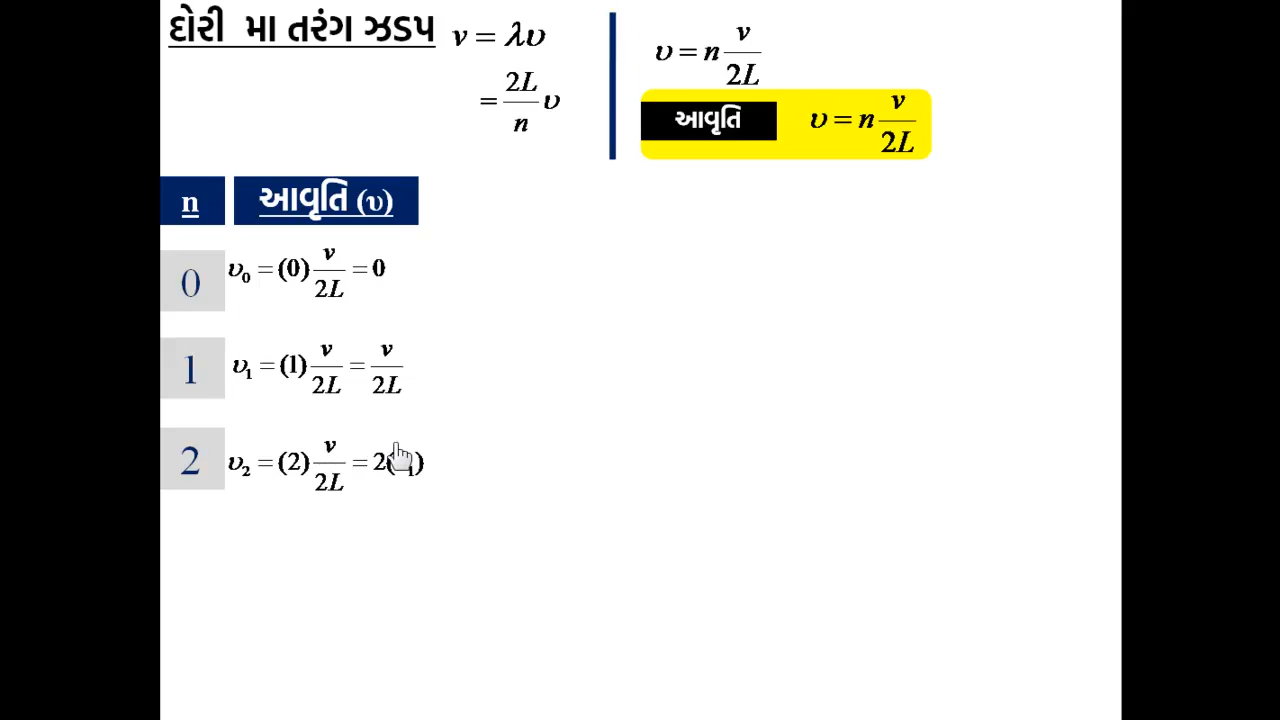 દોરી મા તરંગ ઝડપ v = λυ
= 2L/n υ
υ = n v/2L
આવૃતિ υ = n v/2L
n આવૃતિ (υ)
0 υ₀ = (0) v/2L = 0
1 υ₁ = (1) v/2L = v/2L
2 υ₂ = (2) v/2L = 2( ₁)